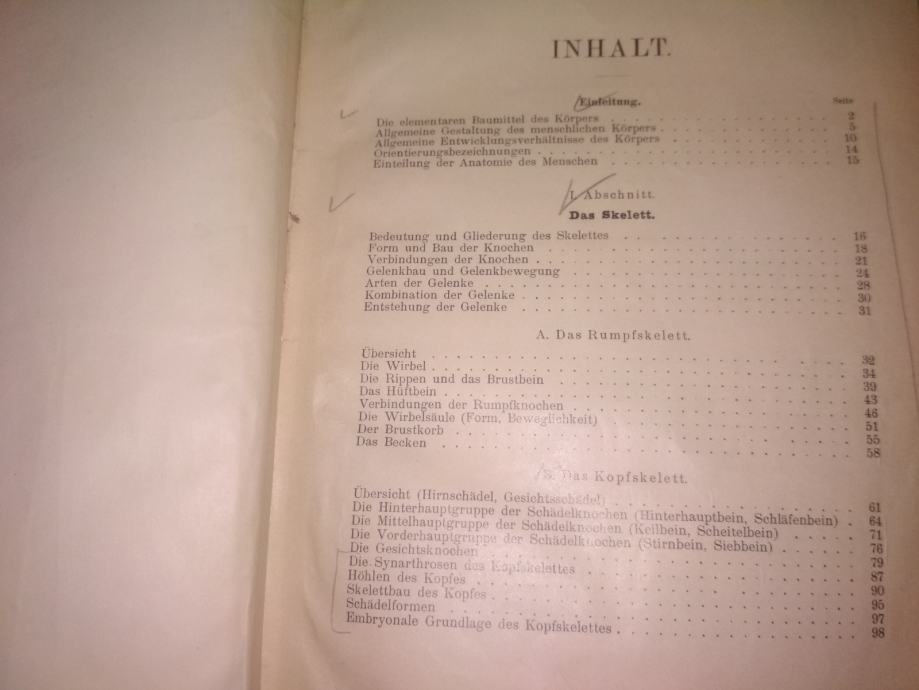 INHALT.
Einleitung.
Seite
Die elementaren Baumittel des Körpers . . . . . . . . . . . . 2
Allgemeine Gestaltung des menschlichen Körpers . . . . . . . . . . 5
Allgemeine Entwicklungsverhältnisse des Körpers . . . . . . . . . . 10
Orientierungsbezeichnungen . . . . . . . . . . . . . . . . 14
Einteilung der Anatomie des Menschen . . . . . . . . . . . . 15
I. Abschnitt.
Das Skelett.
Bedeutung und Gliederung des Skelettes . . . . . . . . . . . . 16
Form und Bau der Knochen . . . . . . . . . . . . . . . . 18
Verbindungen der Knochen . . . . . . . . . . . . . . . . 21
Gelenkbau und Gelenkbewegung . . . . . . . . . . . . . . 24
Arten der Gelenke . . . . . . . . . . . . . . . . . . . 28
Kombination der Gelenke . . . . . . . . . . . . . . . . . 30
Entstehung der Gelenke . . . . . . . . . . . . . . . . . 31
A. Das Rumpfskelett.
Übersicht . . . . . . . . . . . . . . . . . . . . . . 32
Die Wirbel . . . . . . . . . . . . . . . . . . . . . . 34
Die Rippen und das Brustbein . . . . . . . . . . . . . . . 39
Das Hüftbein . . . . . . . . . . . . . . . . . . . . . 43
Verbindungen der Rumpfknochen . . . . . . . . . . . . . . 46
Die Wirbelsäule (Form, Beweglichkeit) . . . . . . . . . . . . 51
Der Brustkorb . . . . . . . . . . . . . . . . . . . . . 55
Das Becken . . . . . . . . . . . . . . . . . . . . . . 58
B. Das Kopfskelett.
Übersicht (Hirnschädel, Gesichtsschädel) . . . . . . . . . . . 61
Die Hinterhauptgruppe der Schädelknochen (Hinterhauptbein, Schläfenbein) . 64
Die Mittelhauptgruppe der Schädelknochen (Keilbein, Scheitelbein) . . . . 71
Die Vorderhauptgruppe der Schädelknochen (Stirnbein, Siebbein) . . . . 76
Die Gesichtsknochen . . . . . . . . . . . . . . . . . . 79
Die Synarthrosen des Kopfskelettes . . . . . . . . . . . . . 87
Höhlen des Kopfes . . . . . . . . . . . . . . . . . . . 90
Skelettbau des Kopfes . . . . . . . . . . . . . . . . . . 95
Schädelformen . . . . . . . . . . . . . . . . . . . . . 97
Embryonale Grundlage des Kopfskelettes . . . . . . . . . . . . 98